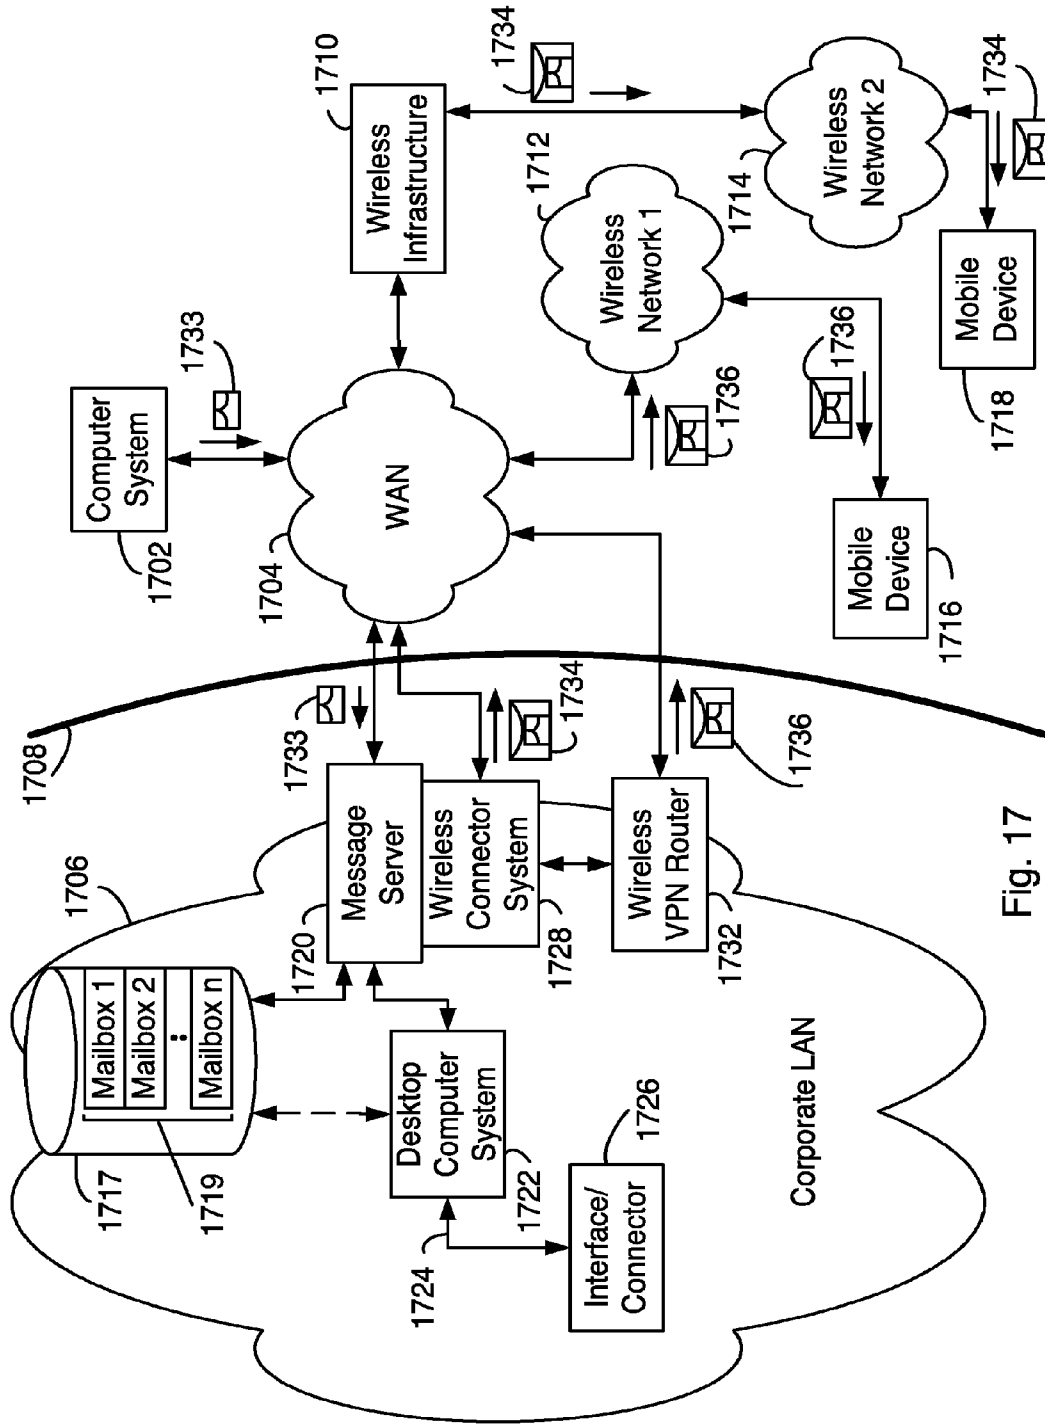 1706
1708
1717
1719
Mailbox 1
Mailbox 2
:
Mailbox n
1720
Message
Server
1733
1704
WAN
1702
Computer
System
1733
Wireless
Infrastructure
1710
1734
1724
Desktop
Computer
System
1722
Wireless
Connector
System
1728
1734
1712
Wireless
Network 1
1736
1714
Wireless
Network 2
1734
Interface/
Connector
1726
Wireless
VPN Router
1732
1736
1736
Mobile
Device
1716
Mobile
Device
1718
Corporate LAN
Fig. 17